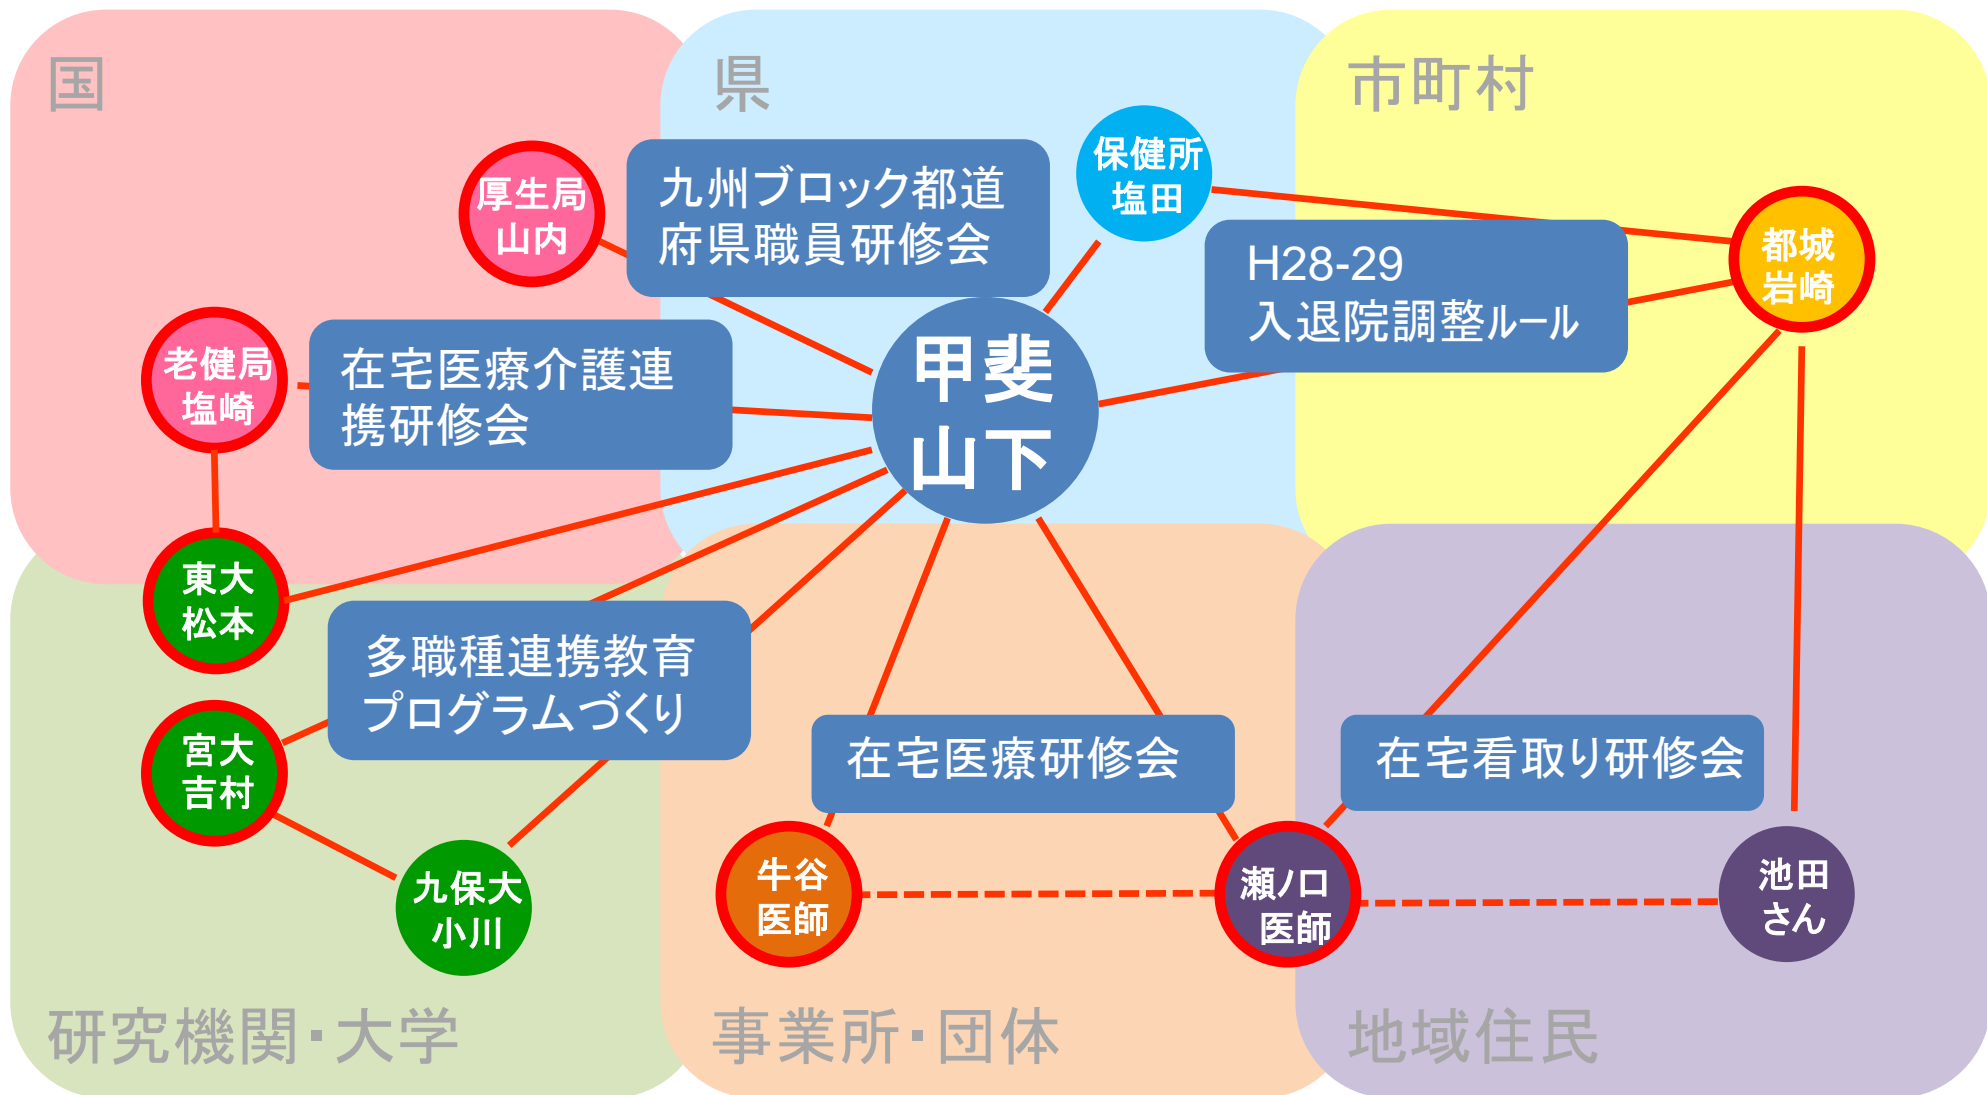 国
県
市町村
厚生局
山内
九州ブロック都道
府県職員研修会
保健所
塩田
都城
岩崎
H28-29
入退院調整ルール
老健局
塩崎
在宅医療介護連
携研修会
甲斐
山下
東大
松本
多職種連携教育
プログラムづくり
宮大
吉村
九保大
小川
在宅医療研修会
在宅看取り研修会
牛谷
医師
瀬ノ口
医師
池田
さん
研究機関・大学
事業所・団体
地域住民